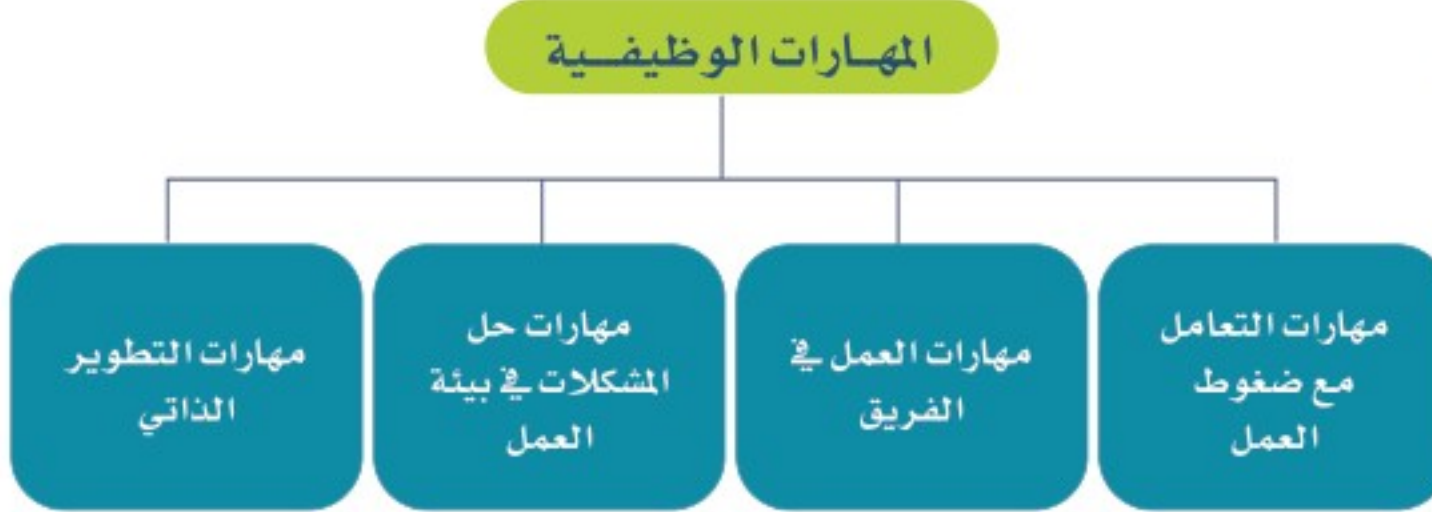 المهارات الوظيفية
مهارات التعامل
مع ضغوط
العمل
مهارات العمل في
الفريق
مهارات حل
المشكلات في بيئة
العمل
مهارات التطوير
الذاتي